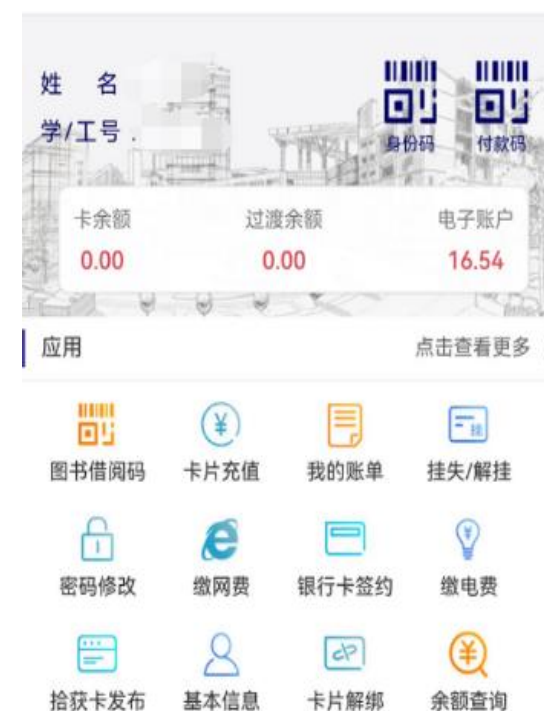 姓 名
学/工号
身份码 付款码
卡余额 过渡余额 电子账户
0.00 0.00 16.54
应用 点击查看更多
图书借阅码 卡片充值 我的账单 挂失/解挂
密码修改 缴网费 银行卡签约 缴电费
拾获卡发布 基本信息 卡片解绑 余额查询